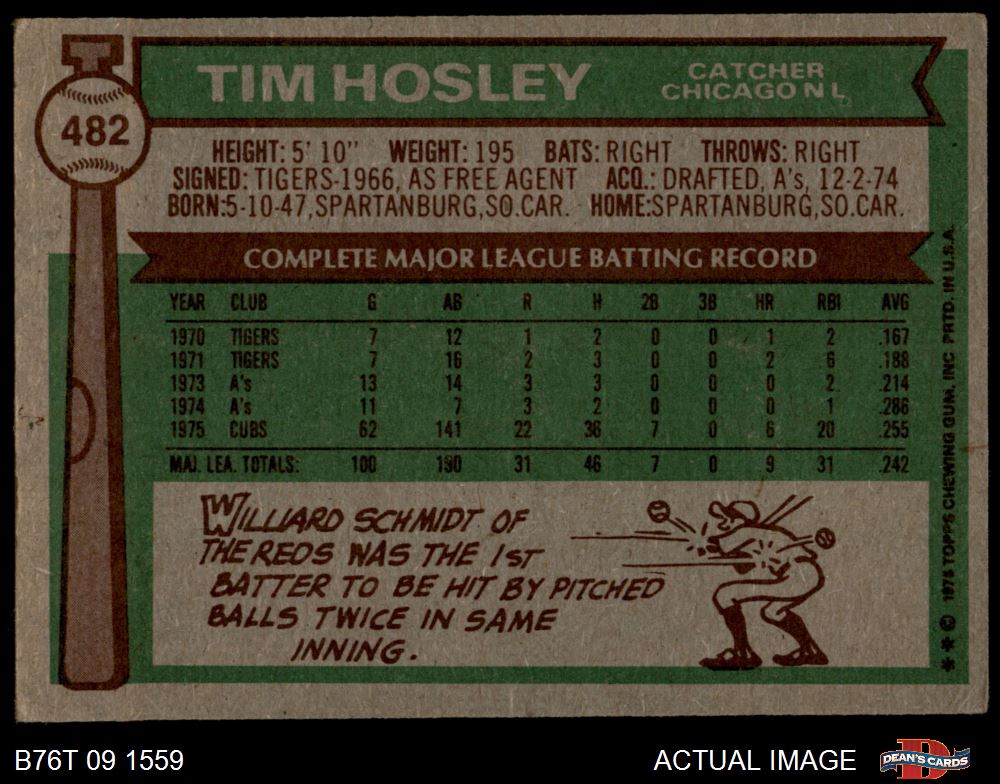 TIM HOSLEY
CATCHER
CHICAGO N L
482
HEIGHT: 5' 10" WEIGHT: 195 BATS: RIGHT THROWS: RIGHT
SIGNED: TIGERS-1966, AS FREE AGENT ACQ.: DRAFTED, A's, 12-2-74
BORN:5-10-47,SPARTANBURG,SO.CAR. HOME:SPARTANBURG,SO.CAR.
COMPLETE MAJOR LEAGUE BATTING RECORD
YEAR CLUB G AB R H 2B 3B HR RBI AVG
1970 TIGERS 7 12 1 2 0 0 1 2 .167
1971 TIGERS 7 16 2 3 0 0 2 6 .188
1973 A's 13 14 3 3 0 0 0 2 .214
1974 A's 11 7 3 2 0 0 0 1 .286
1975 CUBS 62 141 22 36 7 0 6 20 .255
MAJ. LEA. TOTALS: 100 190 31 46 7 0 9 31 .242
WILLIARD SCHMIDT OF
THE REDS WAS THE 1ST
BATTER TO BE HIT BY PITCHED
BALLS TWICE IN SAME
INNING.
** © 1976 TOPPS CHEWING GUM, INC PRTD. IN U.S.A.
B76T 09 1559
ACTUAL IMAGE
D
DEAN'S CARDS